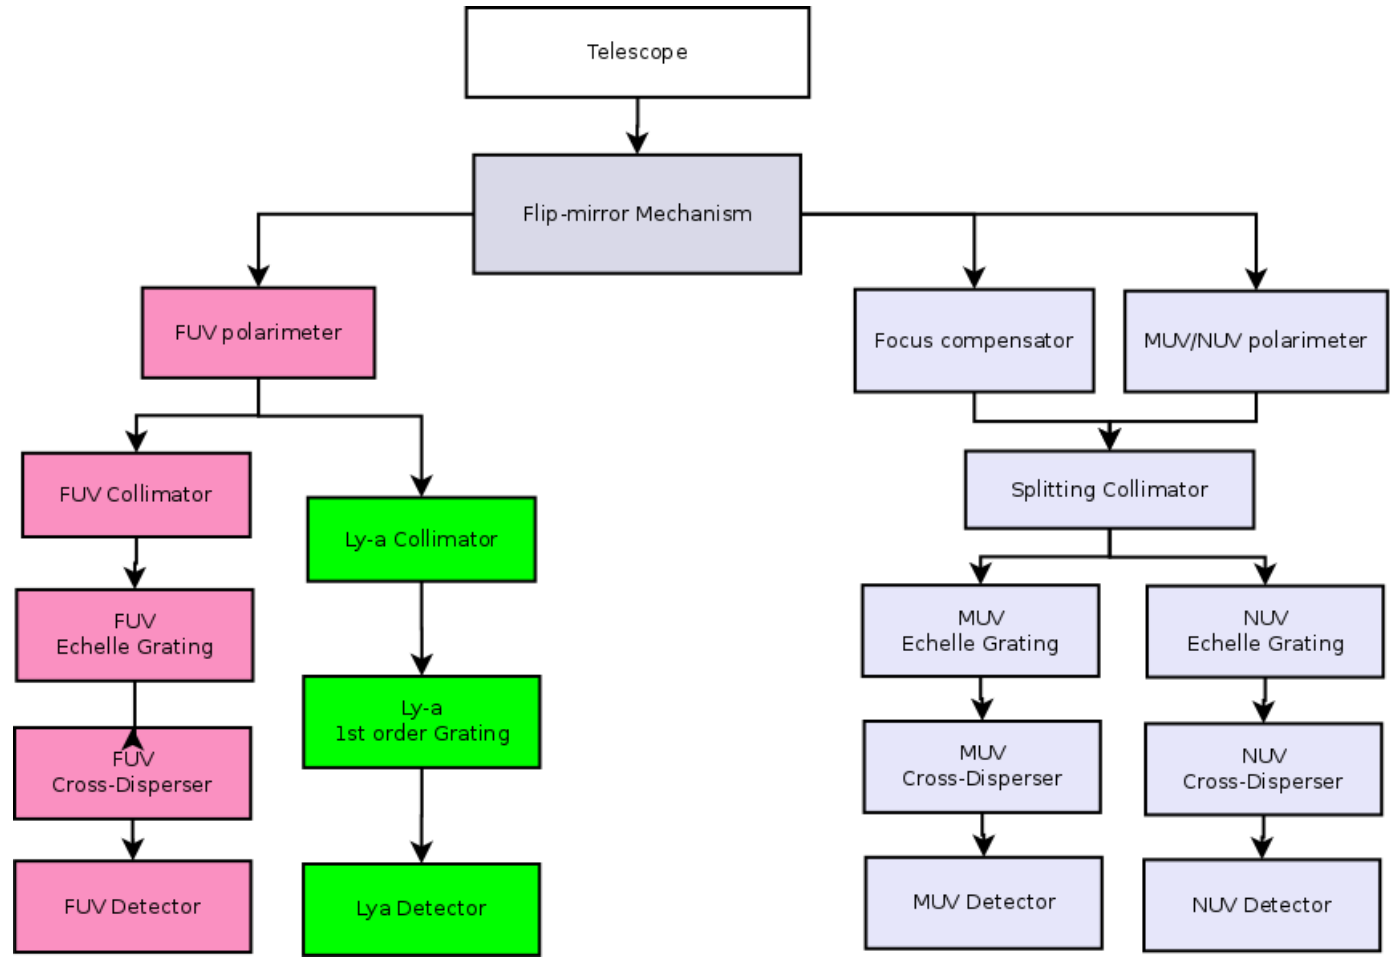 Telescope
Flip-mirror Mechanism
FUV polarimeter
Focus compensator
MUV/NUV polarimeter
FUV Collimator
Ly-a Collimator
Splitting Collimator
FUV
Echelle Grating
Ly-a
1st order Grating
MUV
Echelle Grating
NUV
Echelle Grating
FUV
Cross-Disperser
MUV
Cross-Disperser
NUV
Cross-Disperser
FUV Detector
Lya Detector
MUV Detector
NUV Detector